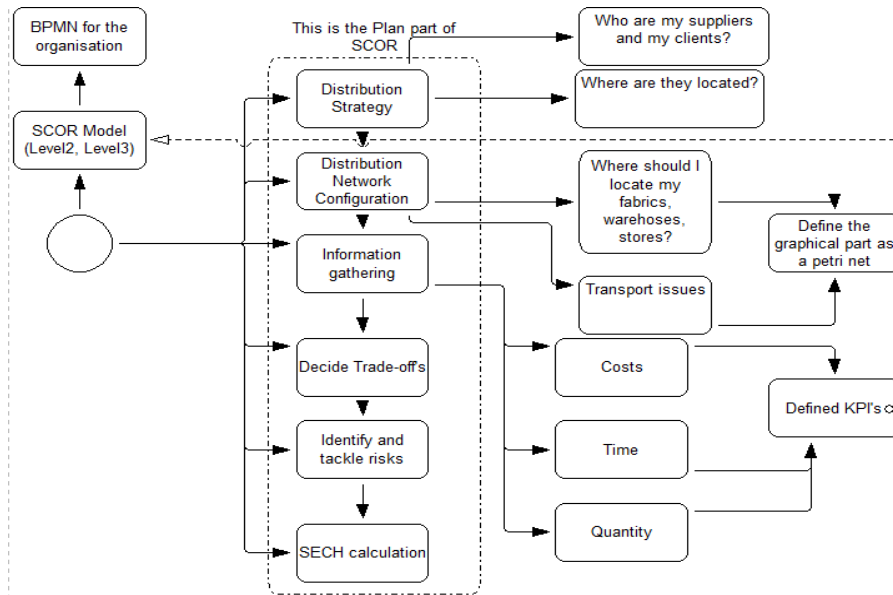 BPMN for the
organisation
This is the Plan part of
SCOR
Who are my suppliers
and my clients?
Distribution
Strategy
Where are they located?
SCOR Model
(Level2, Level3)
Distribution
Network
Configuration
Where should I
locate my
fabrics,
warehoses,
stores?
Define the
graphical part as
a petri net
Information
gathering
Transport issues
Decide Trade-off's
Costs
Defined KPI's
Identify and
tackle risks
Time
SECH calculation
Quantity